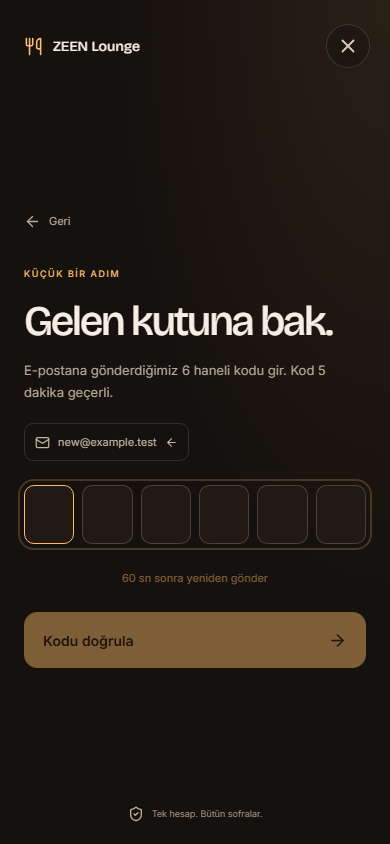 ZEEN Lounge
Geri
KÜÇÜK BİR ADIM
Gelen kutuna bak.
E-postana gönderdiğimiz 6 haneli kodu gir. Kod 5
dakika geçerli.
new@example.test
60 sn sonra yeniden gönder
Kodu doğrula
Tek hesap. Bütün sofralar.